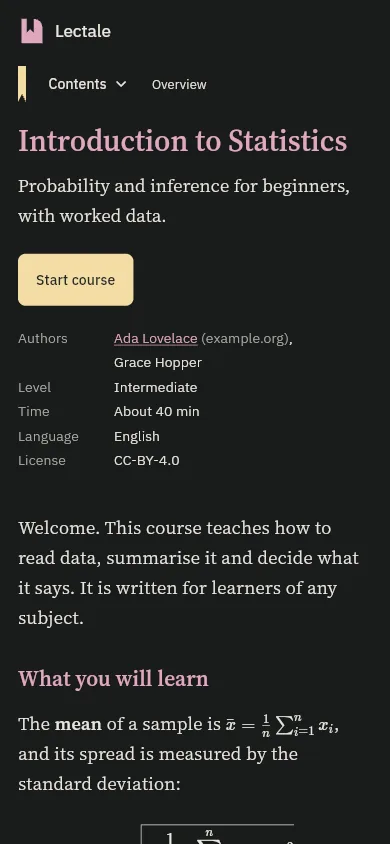 Lectale
Contents
Overview
Introduction to Statistics
Probability and inference for beginners,
with worked data.
Start course
Authors
Ada Lovelace (example.org),
Grace Hopper
Level
Intermediate
Time
About 40 min
Language
English
License
CC-BY-4.0
Welcome. This course teaches how to
read data, summarise it and decide what
it says. It is written for learners of any
subject.
What you will learn
The mean of a sample is x̄ = 1/n ∑ᵢ₌₁ⁿ xᵢ,
and its spread is measured by the
standard deviation: